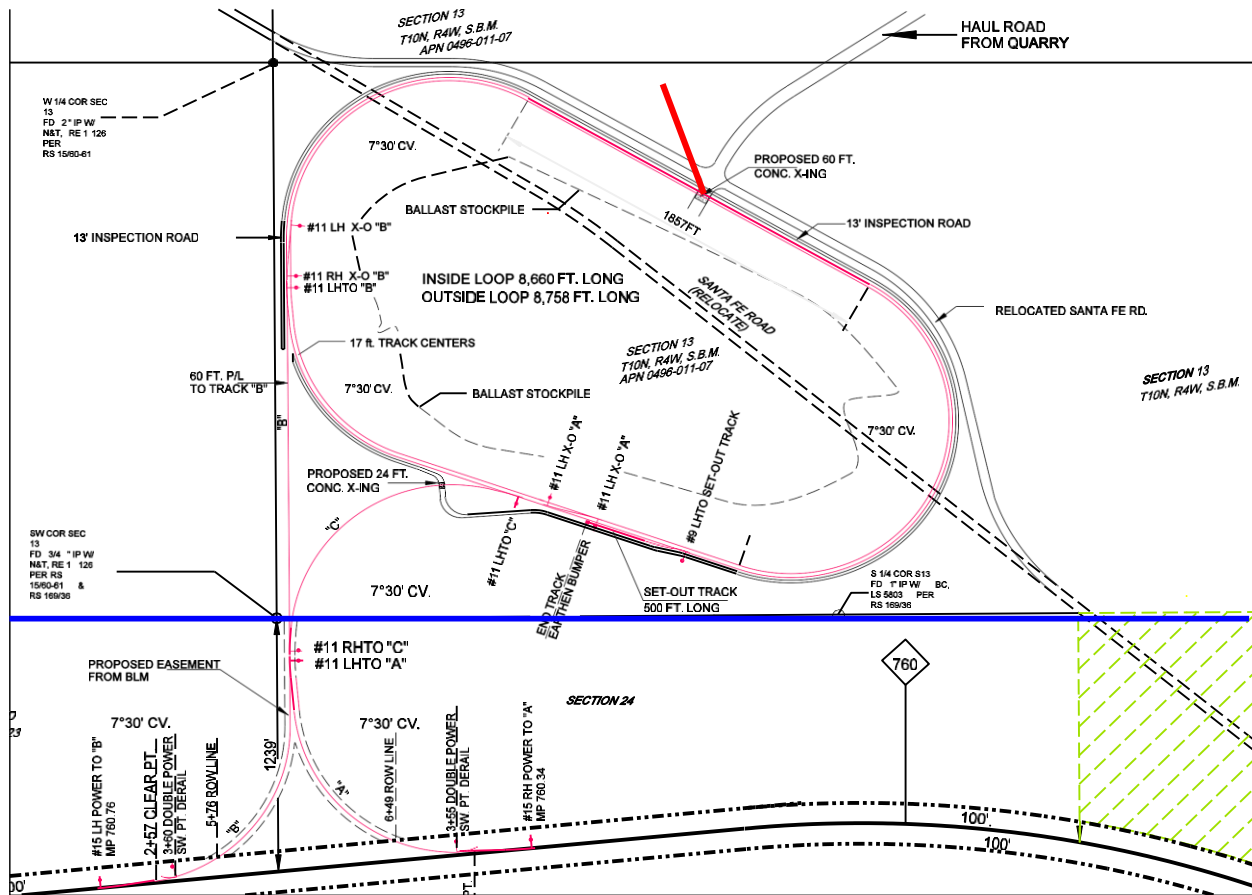 SECTION 13
T10N, R4W, S.B.M.
APN 0496-011-07
HAUL ROAD
FROM QUARRY
W 1/4 COR SEC
13
FD 2" IP W/
N&T, RE 1 126
PER
RS 15/60-61
7°30' CV.
PROPOSED 60 FT.
CONC. X-ING
BALLAST STOCKPILE
1857FT
13' INSPECTION ROAD
13' INSPECTION ROAD
#11 LH X-O "B"
#11 RH X-O "B"
#11 LHTO "B"
INSIDE LOOP 8,660 FT. LONG
OUTSIDE LOOP 8,758 FT. LONG
SANTA FE ROAD
(RELOCATE)
RELOCATED SANTA FE RD.
17 ft. TRACK CENTERS
SECTION 13
T10N, R4W, S.B.M.
APN 0496-011-07
SECTION 13
T10N, R4W, S.B.M.
60 FT. P/L
TO TRACK "B"
7°30' CV.
BALLAST STOCKPILE
"B"
7°30' CV.
PROPOSED 24 FT.
CONC. X-ING
#11 LH X-O "A"
#11 LH X-O "A"
#9 LHTO SET-OUT TRACK
"C"
#11 LHTO "C"
SW COR SEC
13
FD 3/4 " IP W/
N&T, RE 1 126
PER RS
15/60-61 &
RS 169/36
7°30' CV.
END TRACK
EARTHEN BUMPER
SET-OUT TRACK
500 FT. LONG
S 1/4 COR S13
FD 1" IP W/ BC,
LS 5803 PER
RS 169/36
#11 RHTO "C"
#11 LHTO "A"
PROPOSED EASEMENT
FROM BLM
760
SECTION 24
73
7°30' CV.
7°30' CV.
1239'
#15 LH POWER TO "B"
MP 760.76
2+57 CLEAR PT.
3+60 DOUBLE POWER
SW. PT. DERAIL
5+76 ROW LINE
"B"
"A"
6+49 ROW LINE
3+55 DOUBLE POWER
SW. PT. DERAIL
#15 RH POWER TO "A"
MP 760.34
100'
100'
00'
PT.